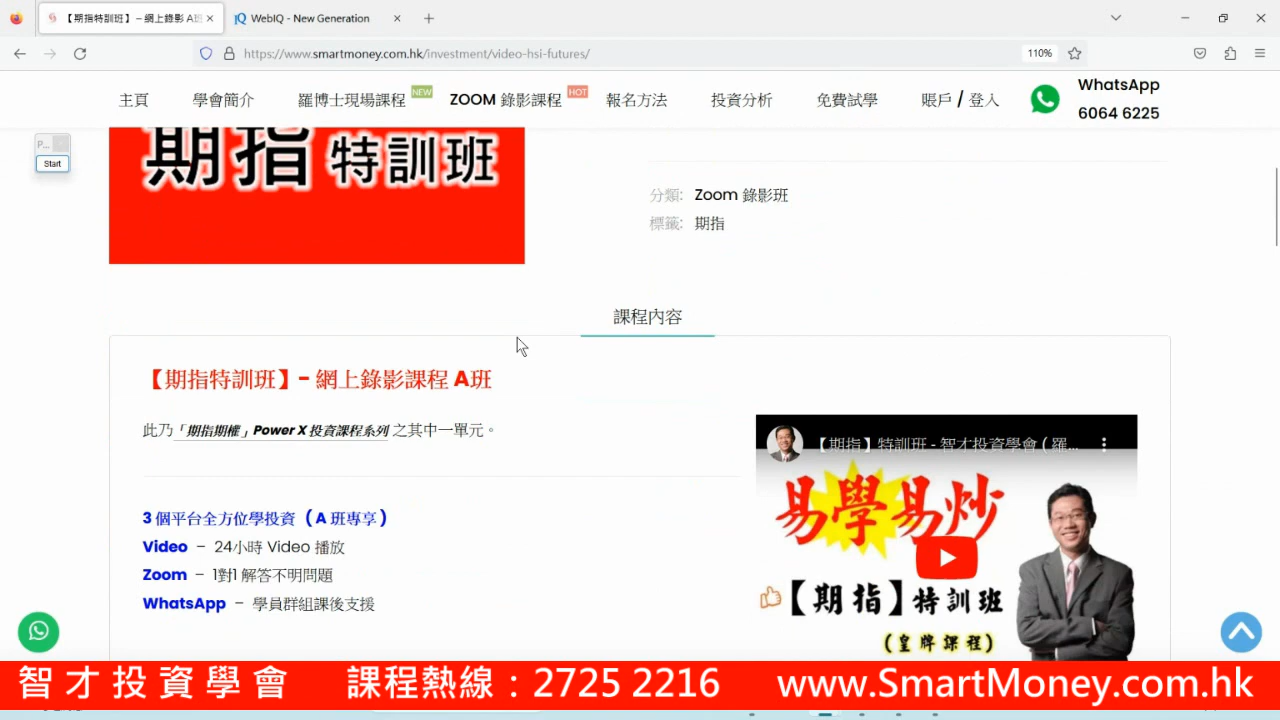 【期指特訓班】 – 網上錄影 A班
WebIQ - New Generation
https://www.smartmoney.com.hk/investment/video-hsi-futures/
110%
主頁
學會簡介
羅博士現場課程 NEW
ZOOM 錄影課程 HOT
報名方法
投資分析
免費試學
賬戶 / 登入
WhatsApp
6064 6225
P...
Start
期指 特訓班
分類: Zoom 錄影班
標籤: 期指
課程內容
【期指特訓班】– 網上錄影課程 A班
此乃「期指期權」Power X 投資課程系列 之其中一單元。
3 個平台全方位學投資（A 班專享）
Video – 24小時 Video 播放
Zoom – 1對1 解答不明問題
WhatsApp – 學員群組課後支援
【期指】特訓班 - 智才投資學會 ( 羅...
易學易炒
【期指】特訓班
(皇牌課程)
智才投資學會 課程熱線：2725 2216 www.SmartMoney.com.hk